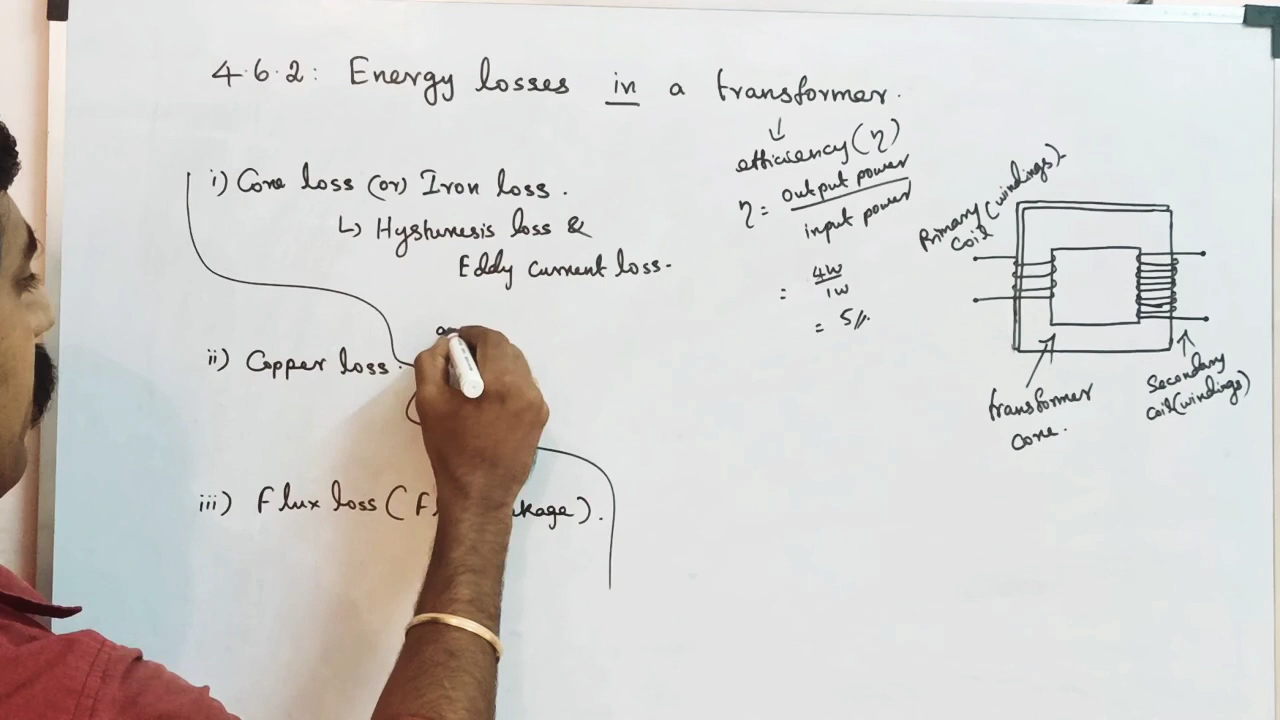 4.6.2: Energy losses in a transformer.
efficiency (η)
η = output power
input power
= 4w
1w
= 5%.
i) Core loss (or) Iron loss.
↳ Hysteresis loss &
Eddy current loss.
ii) Copper loss.
iii) Flux loss (
kage).
Primary
coil (windings)
transformer
core.
Secondary
coil (windings)